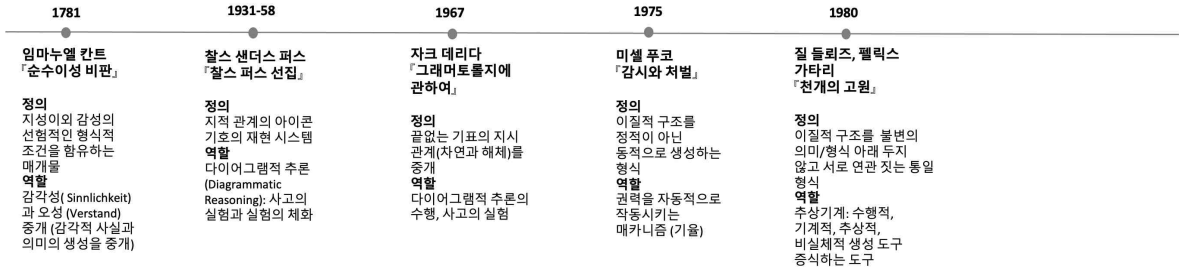 1781
임마누엘 칸트
『순수이성 비판』
정의
지성이외 감성의
선험적인 형식적
조건을 함유하는
매개물
역할
감각성( Sinnlichkeit)
과 오성 (Verstand)
중개 (감각적 사실과
의미의 생성을 중개)
1931-58
찰스 샌더스 퍼스
『찰스 퍼스 선집』
정의
지적 관계의 아이콘
기호의 재현 시스템
역할
다이어그램적 추론
(Diagrammatic
Reasoning): 사고의
실험과 실험의 체화
1967
자크 데리다
『그래머토롤지에
관하여』
정의
끝없는 기표의 지시
관계(차연과 해체)를
중개
역할
다이어그램적 추론의
수행, 사고의 실험
1975
미셸 푸코
『감시와 처벌』
정의
이질적 구조를
정적이 아닌
동적으로 생성하는
형식
역할
권력을 자동적으로
작동시키는
매카니즘 (기율)
1980
질 들로즈, 펠릭스
가타리
『천개의 고원』
정의
이질적 구조를 불변의
의미/형식 아래 두지
않고 서로 연관 짓는 통일
형식
역할
추상기계: 수행적,
기계적, 추상적,
비실체적 생성 도구
증식하는 도구